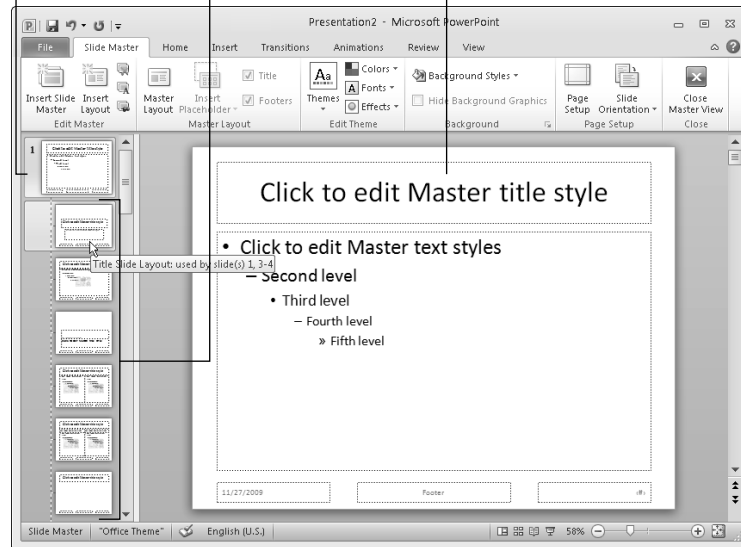 Presentation2 - Microsoft PowerPoint
File Slide Master Home Insert Transitions Animations Review View
Insert Slide Master
Insert Layout
Edit Master
Master Layout
Insert Placeholder
Title
Footers
Master Layout
Aa
Themes
Colors
Fonts
Effects
Edit Theme
Background Styles
Hide Background Graphics
Background
Page Setup
Slide Orientation
Page Setup
Close Master View
Close
1
Click to edit Master title style
• Click to edit Master text styles
– Second level
• Third level
– Fourth level
» Fifth level
Title Slide Layout: used by slide(s) 1, 3-4
11/27/2009
Footer
‹#›
Slide Master "Office Theme" English (U.S.) 58%